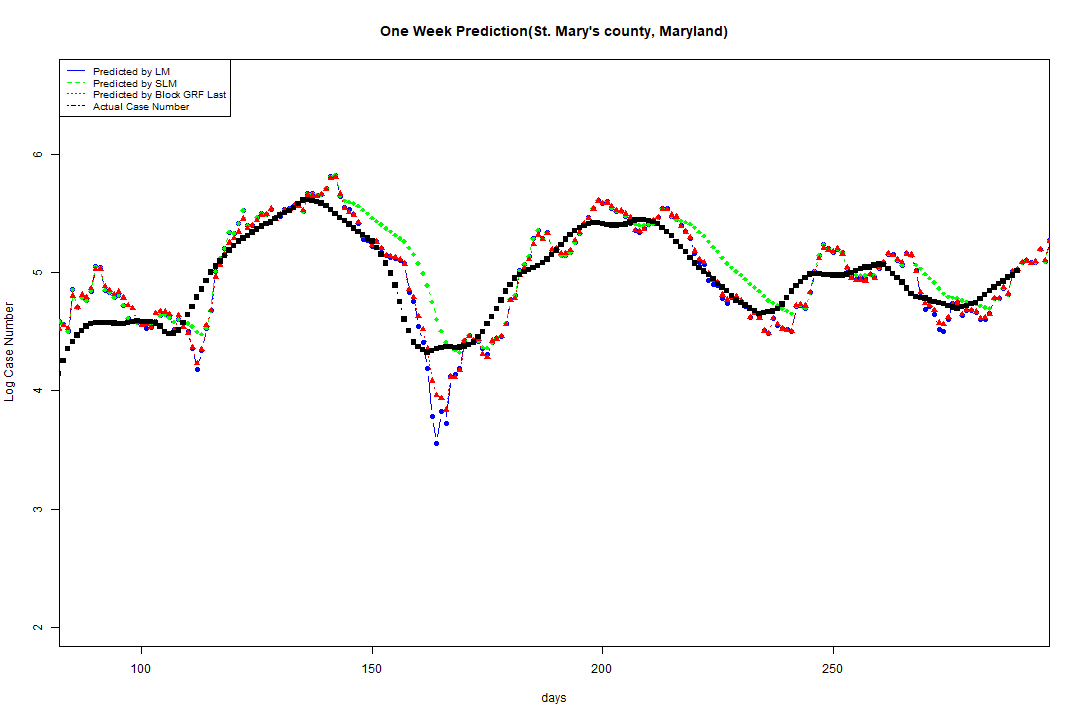 One Week Prediction(St. Mary's county, Maryland)
Predicted by LM
Predicted by SLM
Predicted by Block GRF Last
Actual Case Number
6
5
4
3
2
Log Case Number
100
150
200
250
days